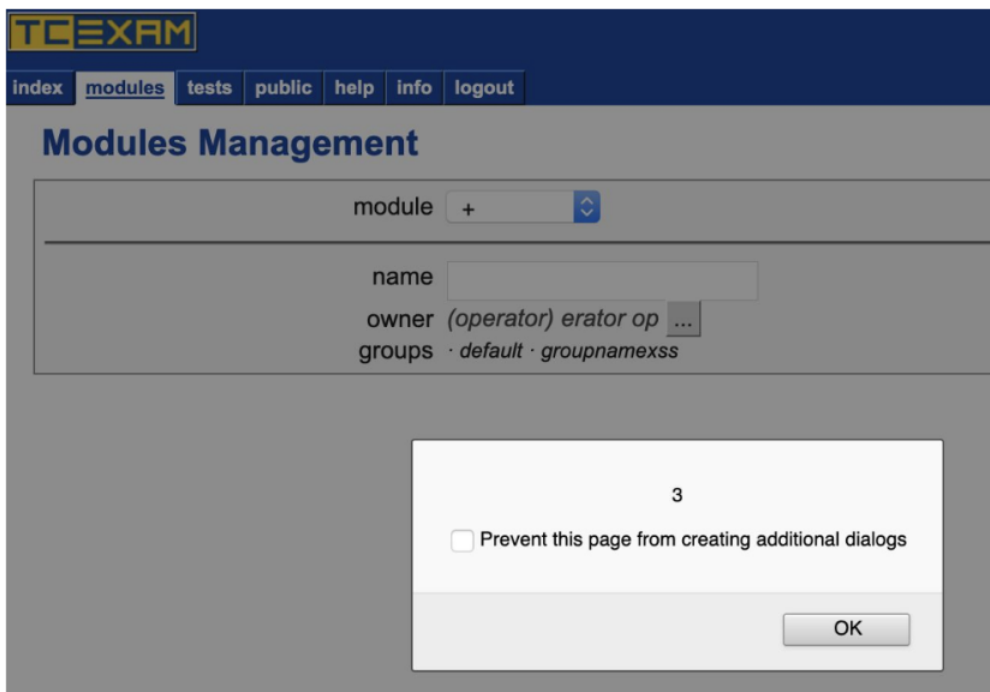 TCEXAM
index modules tests public help info logout
Modules Management
module +
name
owner (operator) erator op ...
groups · default · groupnamexss
3
Prevent this page from creating additional dialogs
OK